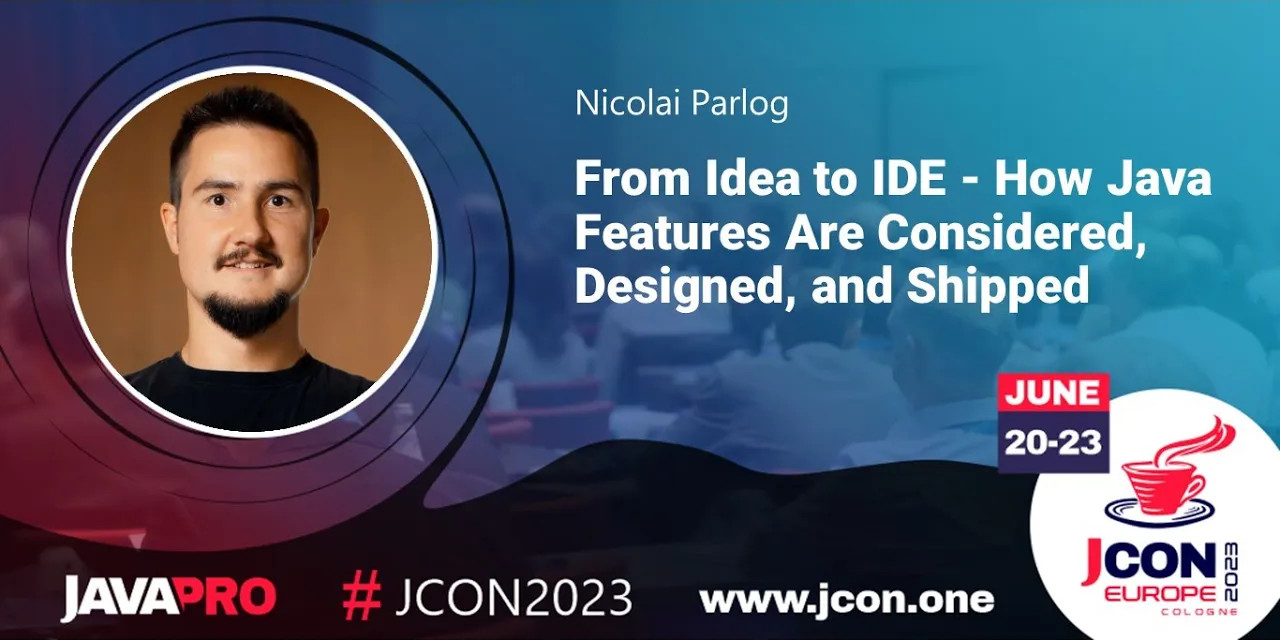 Nicolai Parlog
From Idea to IDE - How Java
Features Are Considered,
Designed, and Shipped
JUNE
20-23
JCON
EUROPE
COLOGNE
2023
JAVAPRO
# JCON2023
www.jcon.one